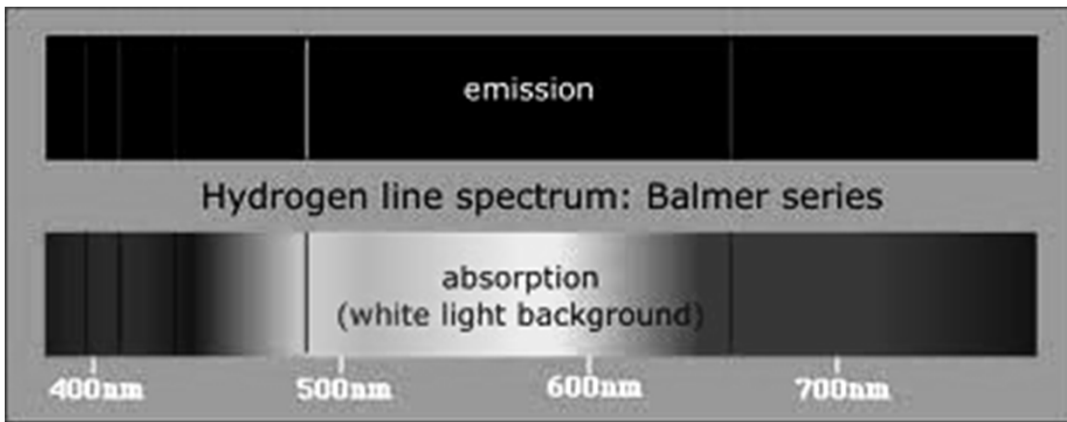 emission
Hydrogen line spectrum: Balmer series
absorption
(white light background)
400nm 500nm 600nm 700nm